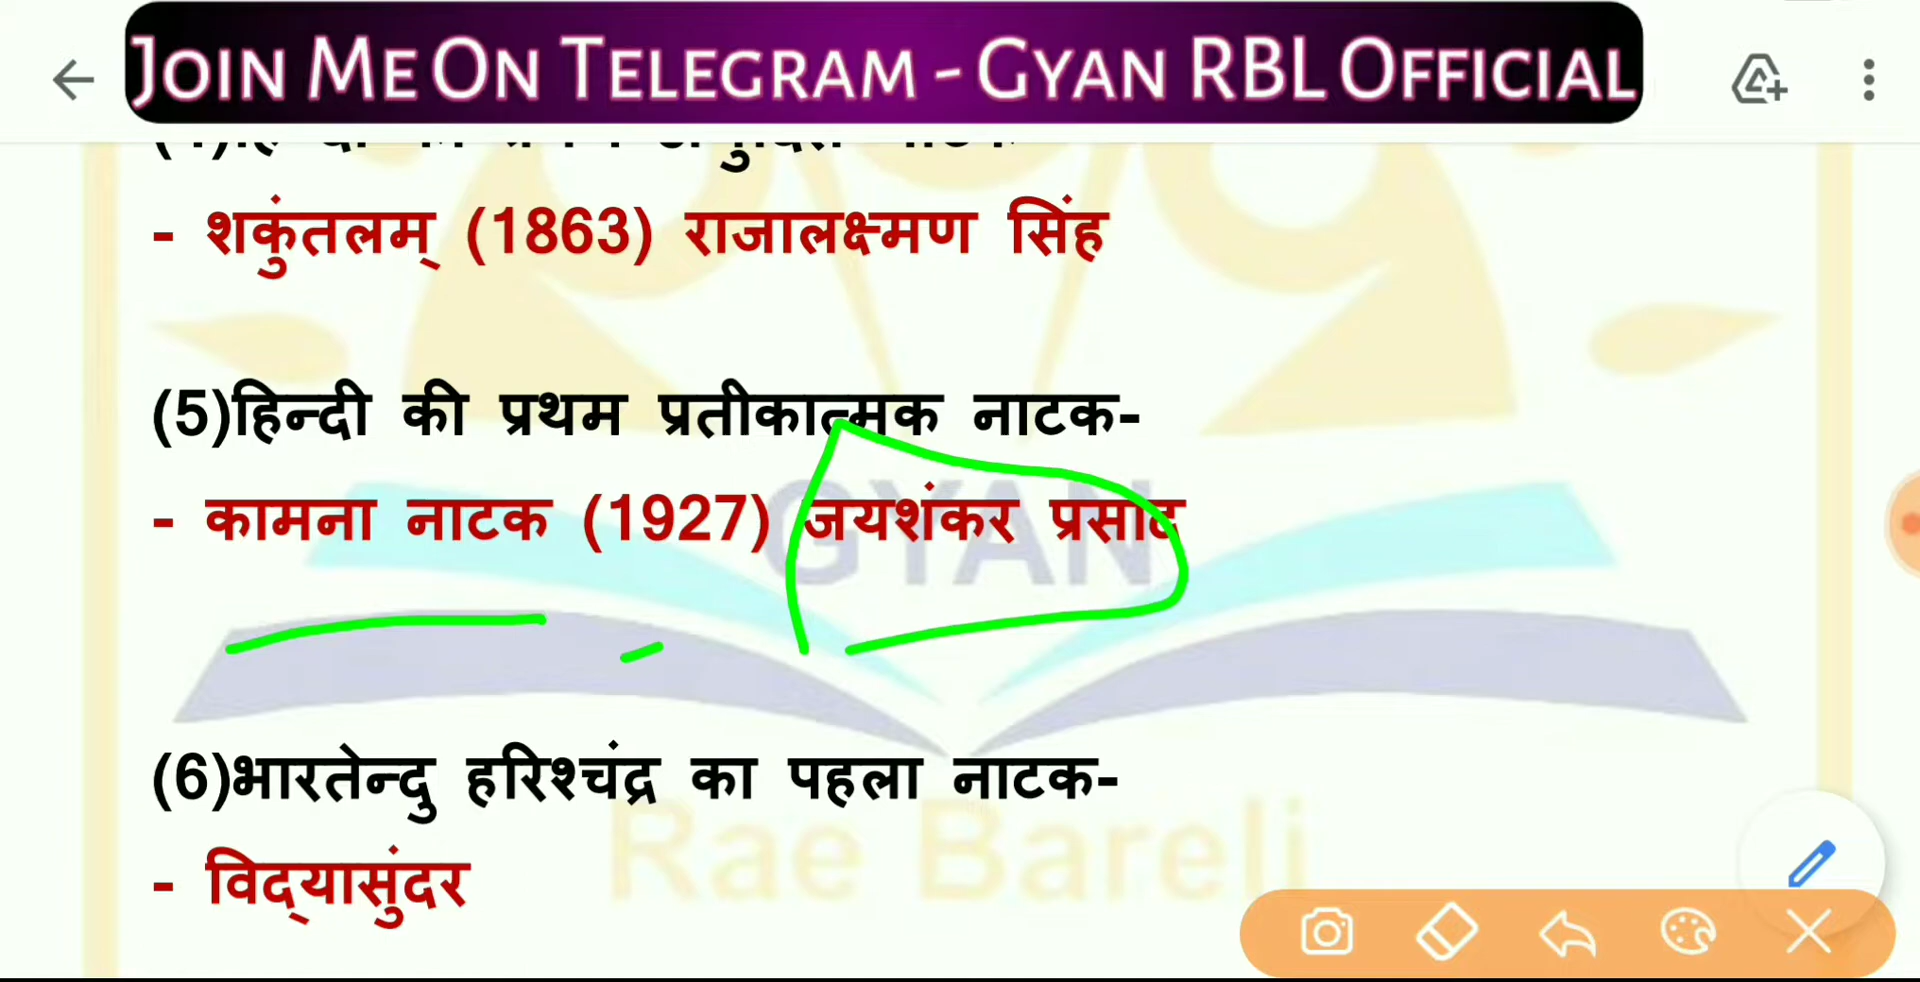 JOIN ME ON TELEGRAM - GYAN RBL OFFICIAL
- शकुंतलम् (1863) राजालक्ष्मण सिंह
(5)हिन्दी की प्रथम प्रतीकात्मक नाटक-
- कामना नाटक (1927) जयशंकर प्रसाद
GYAN
(6)भारतेन्दु हरिश्चंद्र का पहला नाटक-
Rae Bareli
- विद्यासुंदर